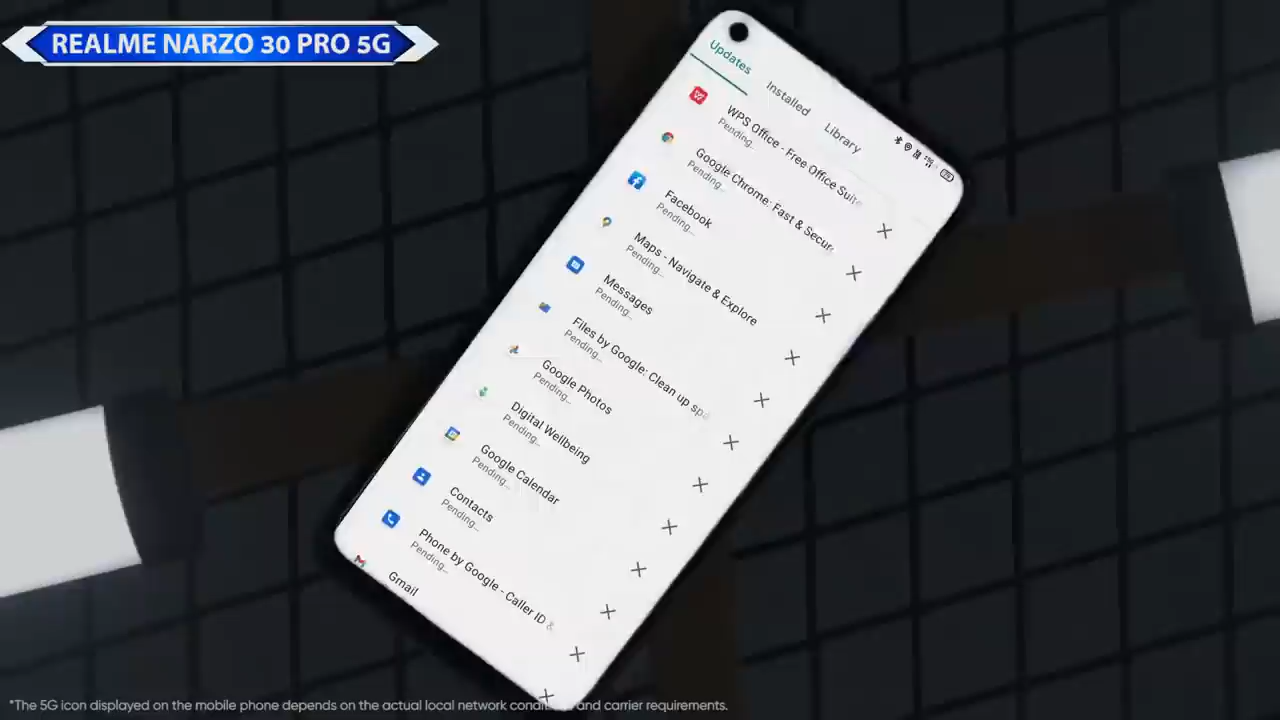 REALME NARZO 30 PRO 5G
Updates
Installed
Library
WPS Office - Free Office Suite
Pending...
Google Chrome: Fast & Secure
Pending...
Facebook
Pending...
Maps - Navigate & Explore
Pending...
Messages
Pending...
Files by Google: Clean up spa
Pending...
Google Photos
Pending...
Digital Wellbeing
Pending...
Google Calendar
Pending...
Contacts
Pending...
Phone by Google - Caller ID &
Pending...
Gmail
*The 5G icon displayed on the mobile phone depends on the actual local network and carrier requirements.